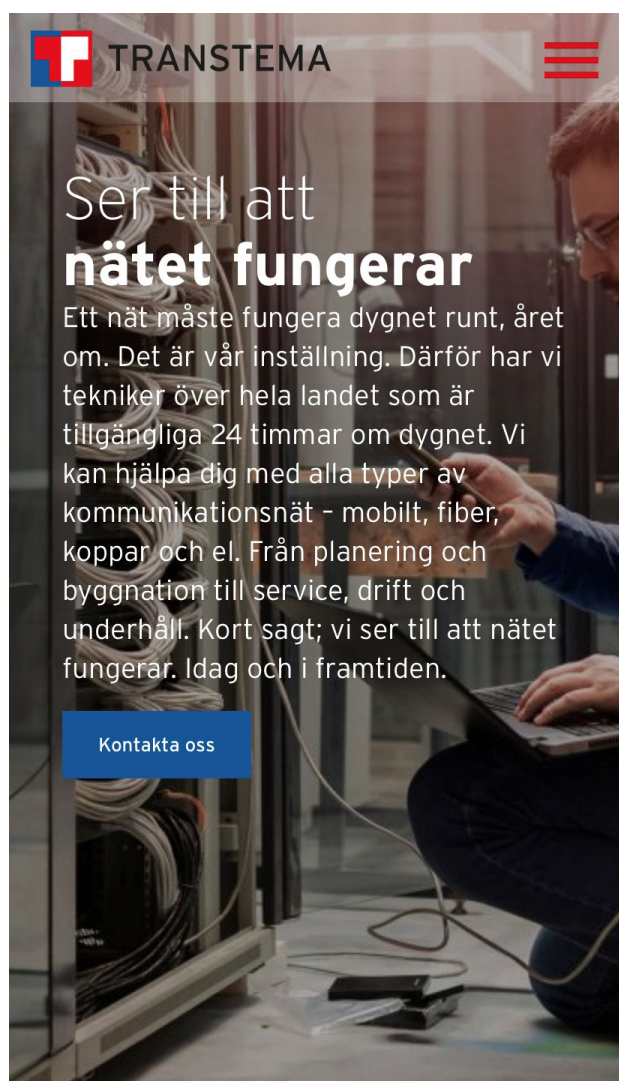 TRANSTEMA
Ser till att
nätet fungerar
Ett nät måste fungera dygnet runt, året
om. Det är vår inställning. Därför har vi
tekniker över hela landet som är
tillgängliga 24 timmar om dygnet. Vi
kan hjälpa dig med alla typer av
kommunikationsnät – mobilt, fiber,
koppar och el. Från planering och
byggnation till service, drift och
underhåll. Kort sagt; vi ser till att nätet
fungerar. Idag och i framtiden.
Kontakta oss